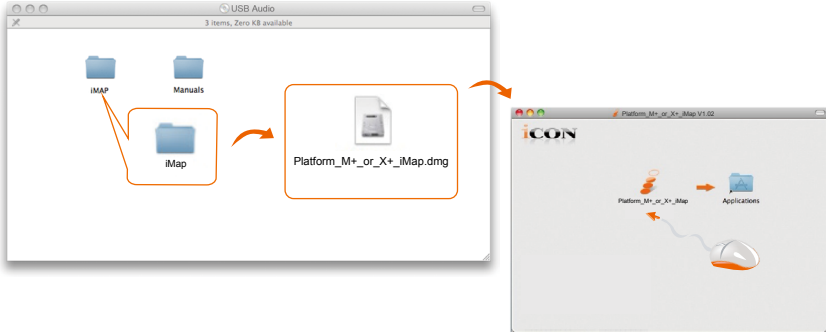 USB Audio
3 items, Zero KB available
iMAP
Manuals
iMap
Platform_M+_or_X+_iMap.dmg
Platform_M+_or_X+_iMap V1.02
iCON
Platform_M+_or_X+_iMap
Applications